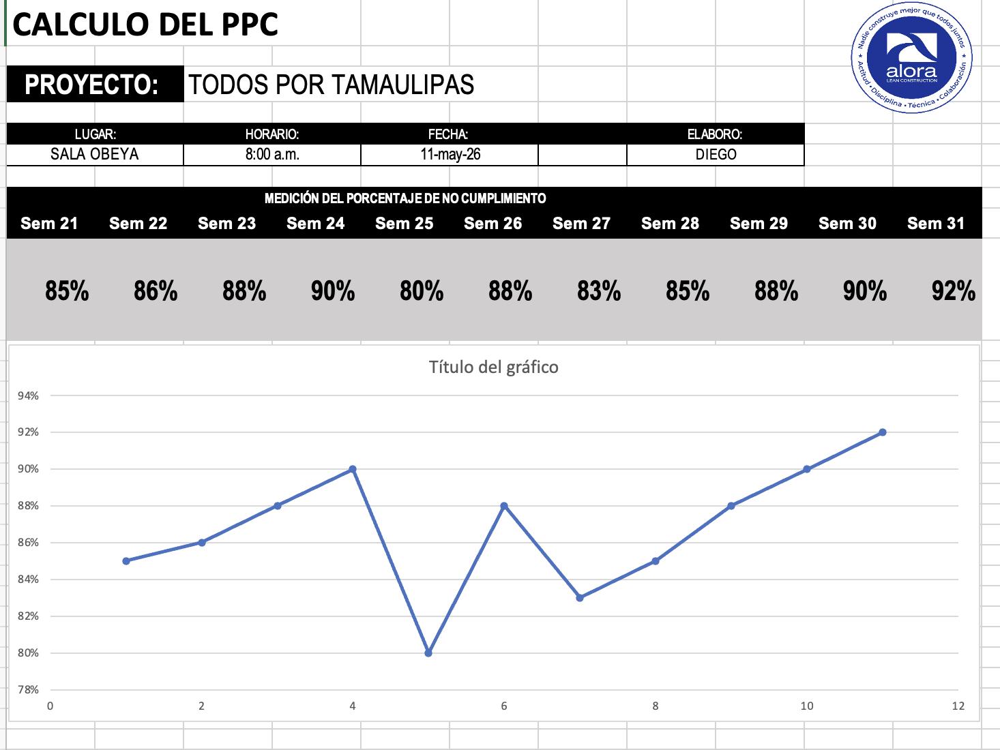 CALCULO DEL PPC
Nadie construye mejor que todos juntos
alora
LEAN CONSTRUCTION
Actitud • Disciplina • Técnica • Colaboración
PROYECTO: TODOS POR TAMAULIPAS
LUGAR: HORARIO: FECHA: ELABORO:
SALA OBEYA 8:00 a.m. 11-may-26 DIEGO
MEDICIÓN DEL PORCENTAJE DE NO CUMPLIMIENTO
Sem 21 Sem 22 Sem 23 Sem 24 Sem 25 Sem 26 Sem 27 Sem 28 Sem 29 Sem 30 Sem 31
85% 86% 88% 90% 80% 88% 83% 85% 88% 90% 92%
Título del gráfico
94%
92%
90%
88%
86%
84%
82%
80%
78%
0 2 4 6 8 10 12